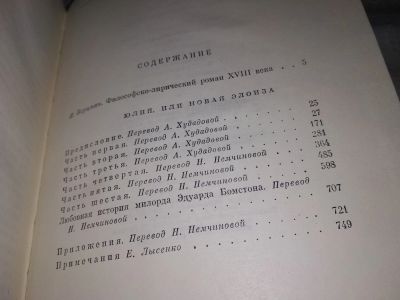 СОДЕРЖАНИЕ
Философско-лирический роман XVIII века . 5
ЮЛИЯ, ИЛИ НОВАЯ ЭЛОИЗА
Предисловие. Перевод А. Худадовой . . . . 25
Часть первая. Перевод А. Худадовой . . . . 27
Часть вторая. Перевод А. Худадовой . . . . 171
Часть третья. Перевод А. Худадовой . . . . 281
Часть четвертая. Перевод Н. Немчиновой . . 364
Часть пятая. Перевод Н. Немчиновой . . . . 485
Часть шестая. Перевод Н. Немчиновой . . . . 598
Любовная история милорда Эдуарда Бомстона. Перевод
Н. Немчиновой . . . . . . . . 707
Приложения. Перевод Н. Немчиновой . . . . 721
Примечания Е. Лысенко . . . . . . 749